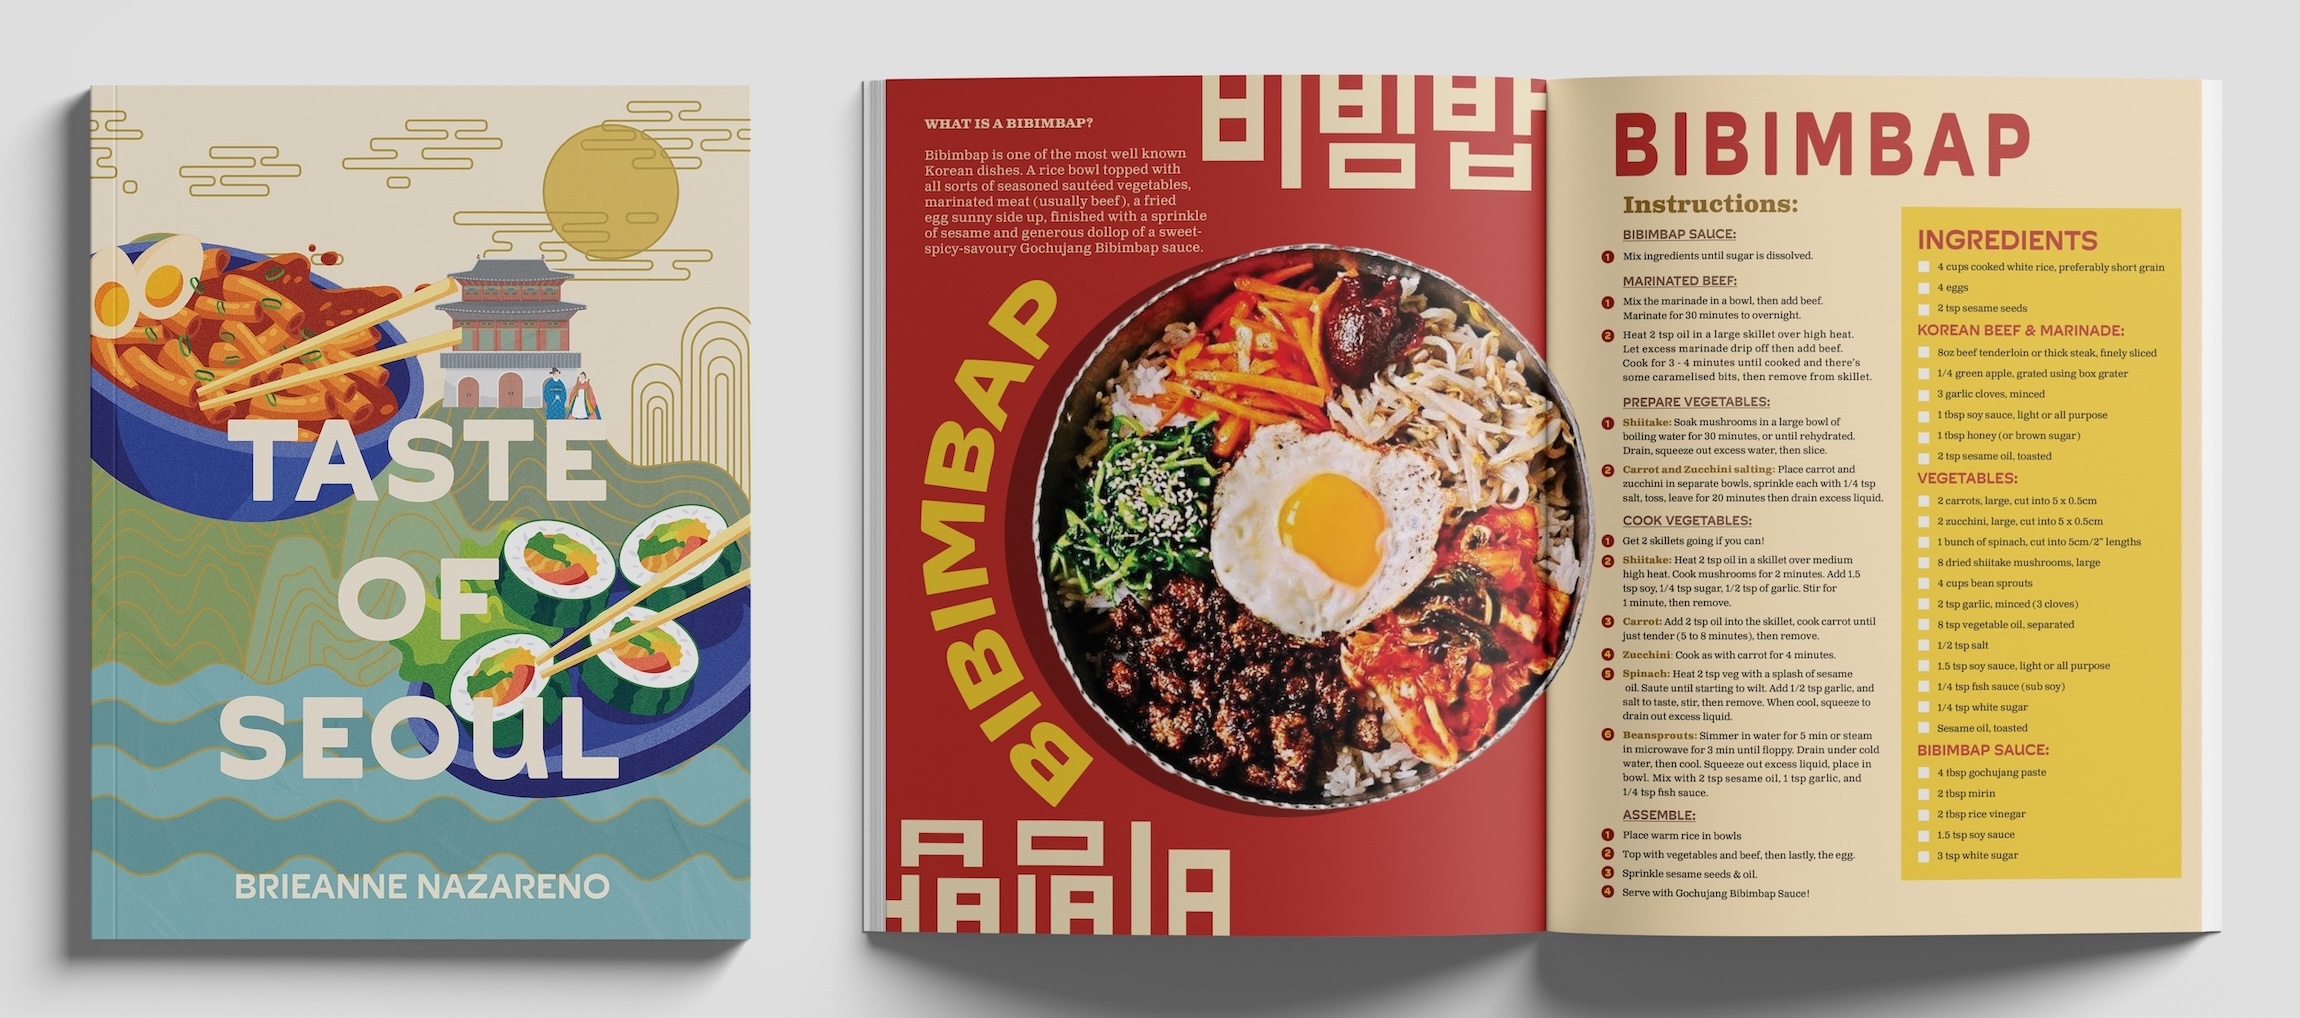 TASTE
OF
SEOUL
BRIEANNE NAZARENO
WHAT IS A BIBIMBAP?
Bibimbap is one of the most well known
Korean dishes. A rice bowl topped with
all sorts of seasoned sautéed vegetables,
marinated meat (usually beef), a fried
egg sunny side up, finished with a sprinkle
of sesame and generous dollop of a sweet-
spicy-savoury Gochujang Bibimbap sauce.
비빔밥
BIBIMBAP
비빔밥
BIBIMBAP
Instructions:
BIBIMBAP SAUCE:
1 Mix ingredients until sugar is dissolved.
MARINATED BEEF:
1 Mix the marinade in a bowl, then add beef.
Marinate for 30 minutes to overnight.
2 Heat 2 tsp oil in a large skillet over high heat.
Let excess marinade drip off then add beef.
Cook for 3 - 4 minutes until cooked and there's
some caramelised bits, then remove from skillet.
PREPARE VEGETABLES:
1 Shiitake: Soak mushrooms in a large bowl of
boiling water for 30 minutes, or until rehydrated.
Drain, squeeze out excess water, then slice.
2 Carrot and Zucchini salting: Place carrot and
zucchini in separate bowls, sprinkle each with 1/4 tsp
salt, toss, leave for 20 minutes then drain excess liquid.
COOK VEGETABLES:
1 Get 2 skillets going if you can!
2 Shiitake: Heat 2 tsp oil in a skillet over medium
high heat. Cook mushrooms for 2 minutes. Add 1.5
tsp soy, 1/4 tsp sugar, 1/2 tsp of garlic. Stir for
1 minute, then remove.
3 Carrot: Add 2 tsp oil into the skillet, cook carrot until
just tender (5 to 8 minutes), then remove.
4 Zucchini: Cook as with carrot for 4 minutes.
5 Spinach: Heat 2 tsp veg with a splash of sesame
oil. Saute until starting to wilt. Add 1/2 tsp garlic, and
salt to taste, stir, then remove. When cool, squeeze to
drain out excess liquid.
6 Beansprouts: Simmer in water for 5 min or steam
in microwave for 3 min until floppy. Drain under cold
water, then cool. Squeeze out excess liquid, place in
bowl. Mix with 2 tsp sesame oil, 1 tsp garlic, and
1/4 tsp fish sauce.
ASSEMBLE:
1 Place warm rice in bowls
2 Top with vegetables and beef, then lastly, the egg.
3 Sprinkle sesame seeds & oil.
4 Serve with Gochujang Bibimbap Sauce!
INGREDIENTS
4 cups cooked white rice, preferably short grain
4 eggs
2 tsp sesame seeds
KOREAN BEEF & MARINADE:
8oz beef tenderloin or thick steak, finely sliced
1/4 green apple, grated using box grater
3 garlic cloves, minced
1 tbsp soy sauce, light or all purpose
1 tbsp honey (or brown sugar)
2 tsp sesame oil, toasted
VEGETABLES:
2 carrots, large, cut into 5 x 0.5cm
2 zucchini, large, cut into 5 x 0.5cm
1 bunch of spinach, cut into 5cm/2" lengths
8 dried shiitake mushrooms, large
4 cups bean sprouts
2 tsp garlic, minced (3 cloves)
8 tsp vegetable oil, separated
1/2 tsp salt
1.5 tsp soy sauce, light or all purpose
1/4 tsp fish sauce (sub soy)
1/4 tsp white sugar
Sesame oil, toasted
BIBIMBAP SAUCE:
4 tbsp gochujang paste
2 tbsp mirin
2 tbsp rice vinegar
1.5 tsp soy sauce
3 tsp white sugar